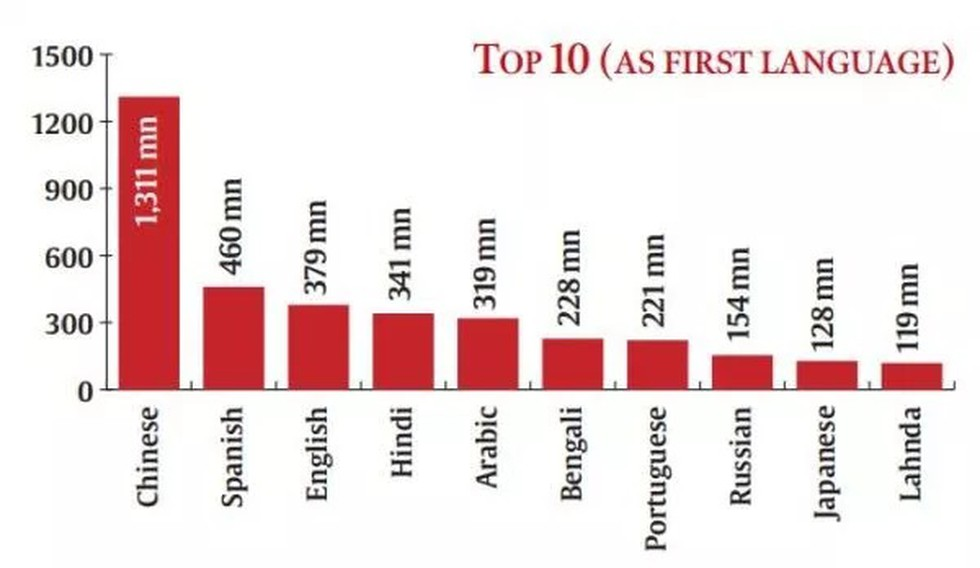 TOP 10 (AS FIRST LANGUAGE)
1500
1200
900
600
300
0
1,311 mn
460 mn
379 mn
341 mn
319 mn
228 mn
221 mn
154 mn
128 mn
119 mn
Chinese
Spanish
English
Hindi
Arabic
Bengali
Portuguese
Russian
Japanese
Lahnda